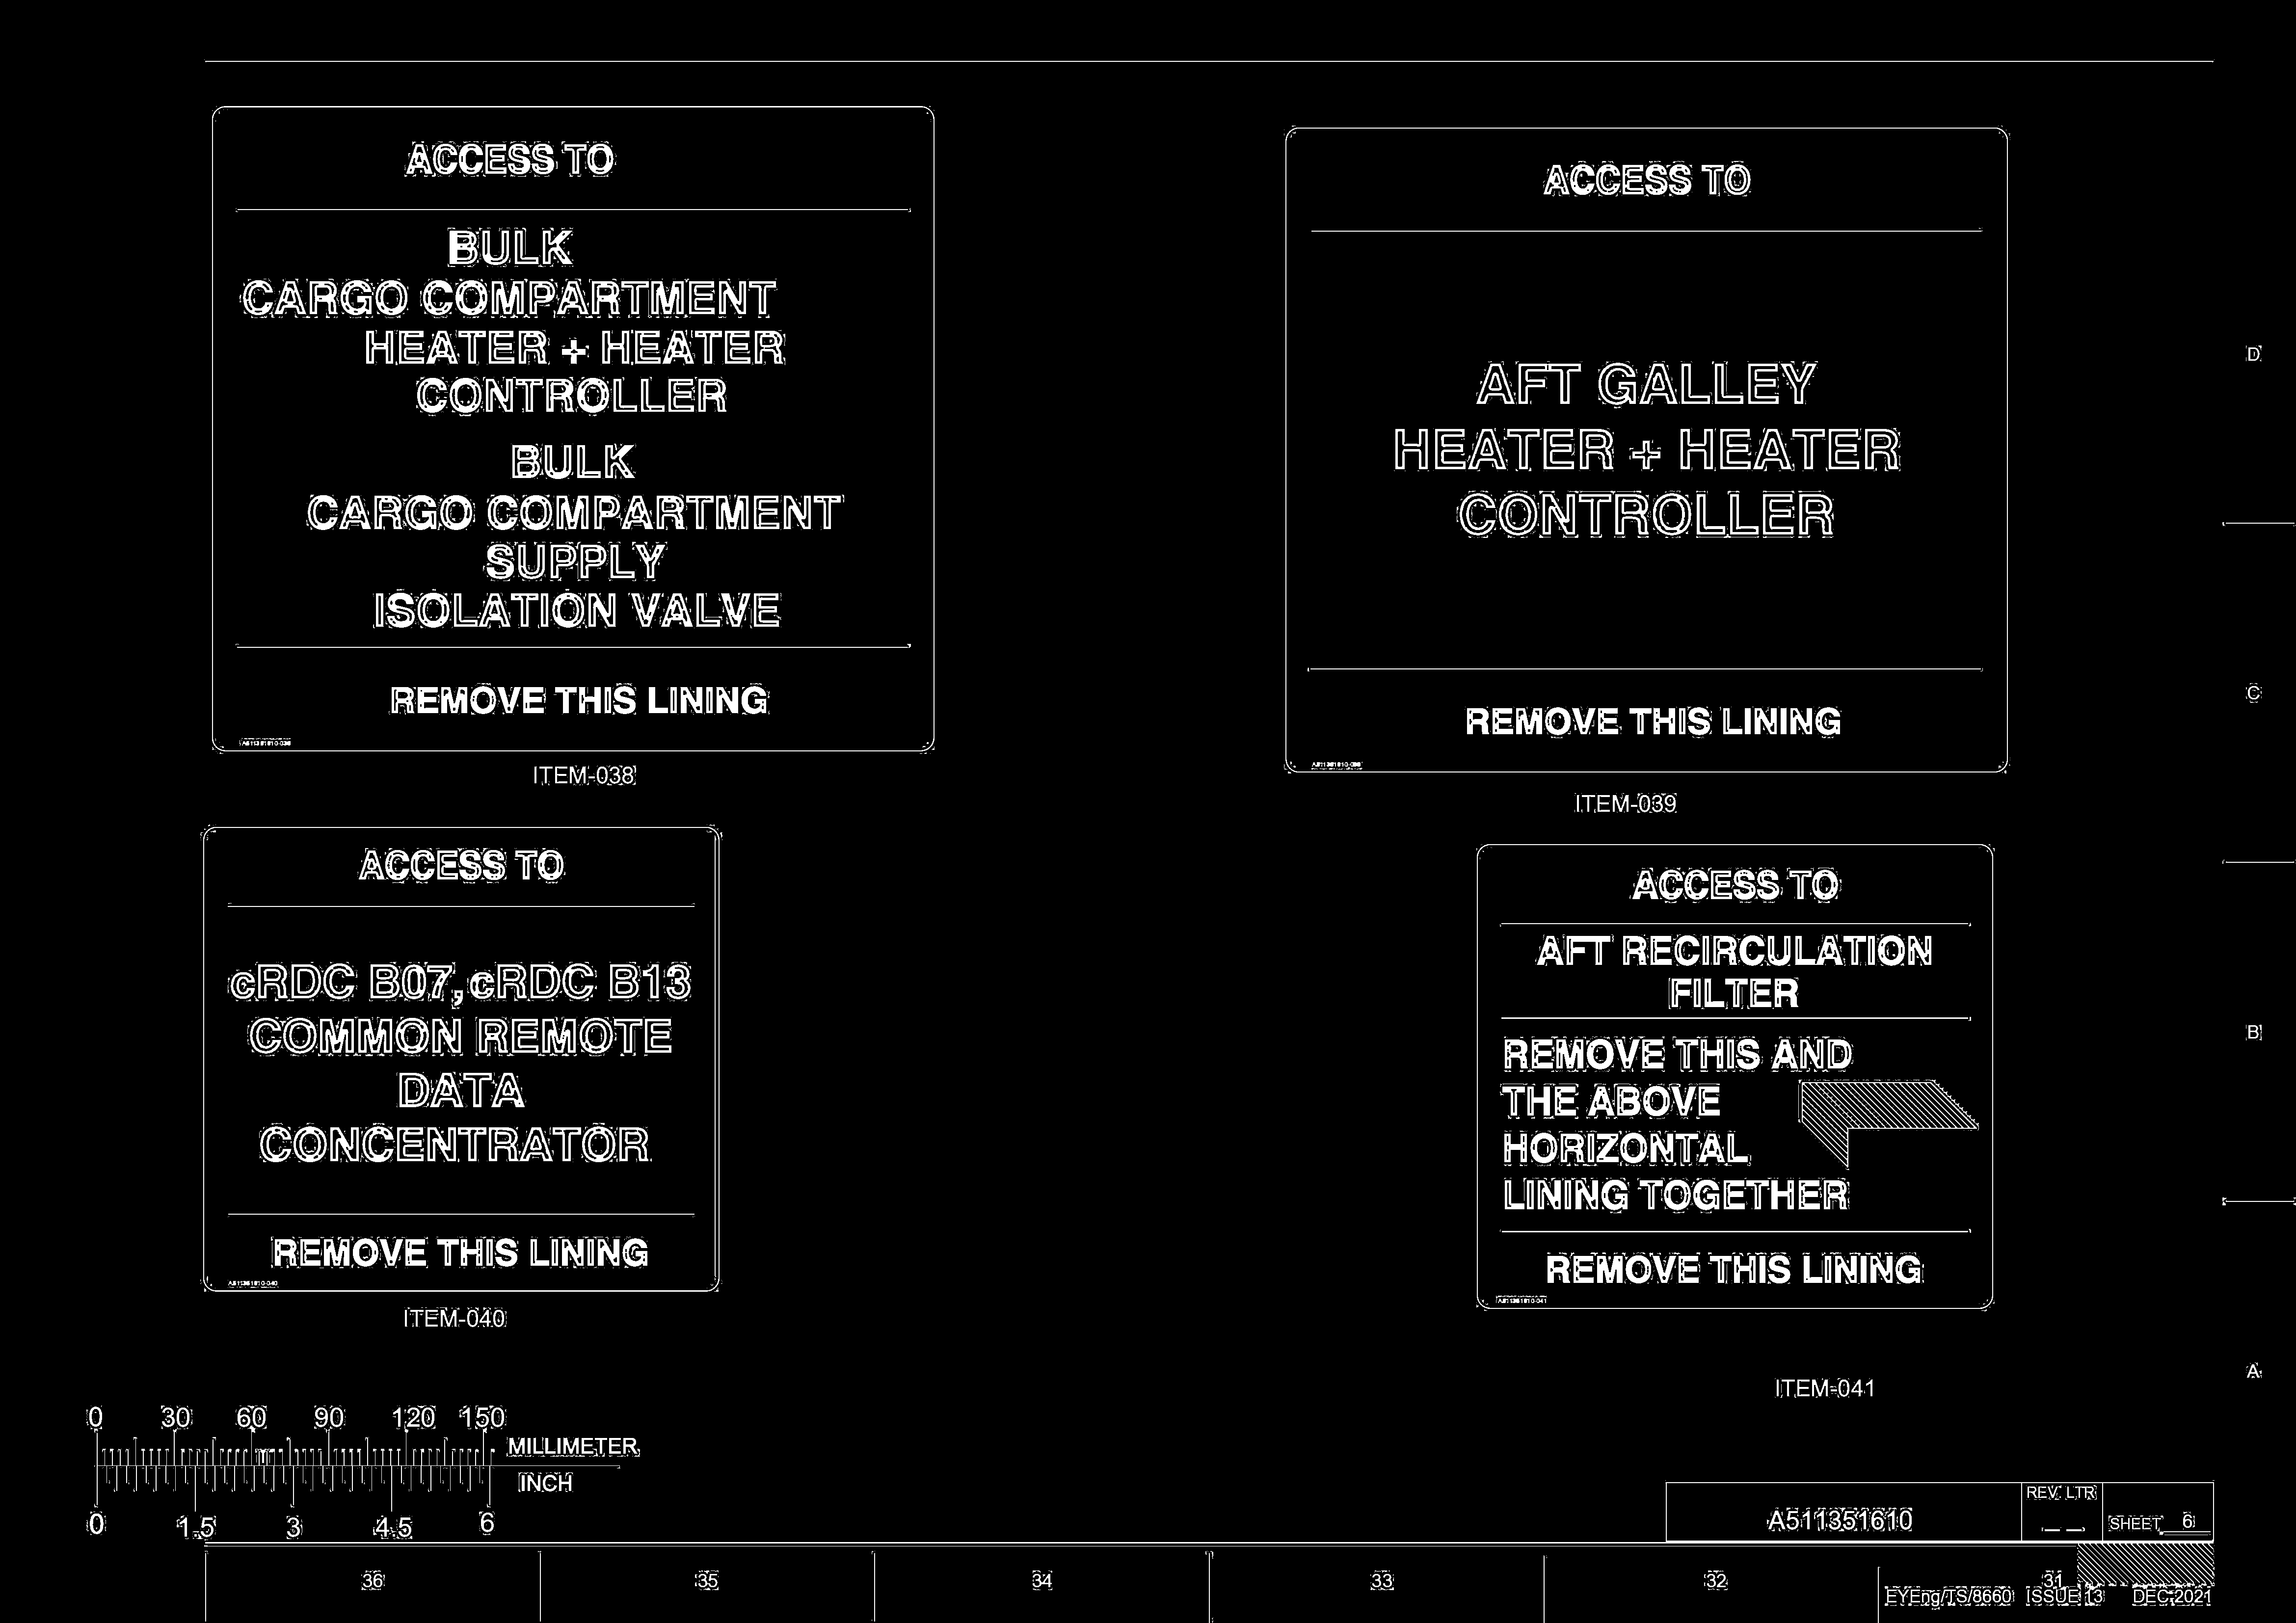 ACCESS TO
BULK
CARGO COMPARTMENT
HEATER + HEATER
CONTROLLER
BULK
CARGO COMPARTMENT
SUPPLY
ISOLATION VALVE
REMOVE THIS LINING
ITEM-038
ACCESS TO
AFT GALLEY
HEATER + HEATER
CONTROLLER
REMOVE THIS LINING
ITEM-039
ACCESS TO
cRDC B07,cRDC B13
COMMON REMOTE
DATA
CONCENTRATOR
REMOVE THIS LINING
ITEM-040
ACCESS TO
AFT RECIRCULATION
FILTER
REMOVE THIS AND
THE ABOVE
HORIZONTAL
LINING TOGETHER
REMOVE THIS LINING
ITEM-041
D
C
B
A
0 30 60 90 120 150
MILLIMETER
INCH
0 1.5 3 4.5 6
A511351610
REV. LTR
— —
SHEET 6
36 35 34 33 32 31
EYEng/TS/8660 ISSUE 13 DEC 2021